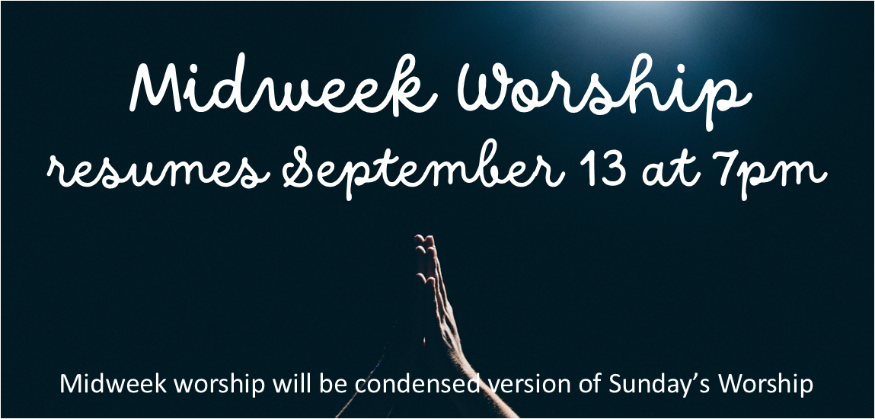 Midweek Worship
resumes September 13 at 7pm
Midweek worship will be condensed version of Sunday’s Worship